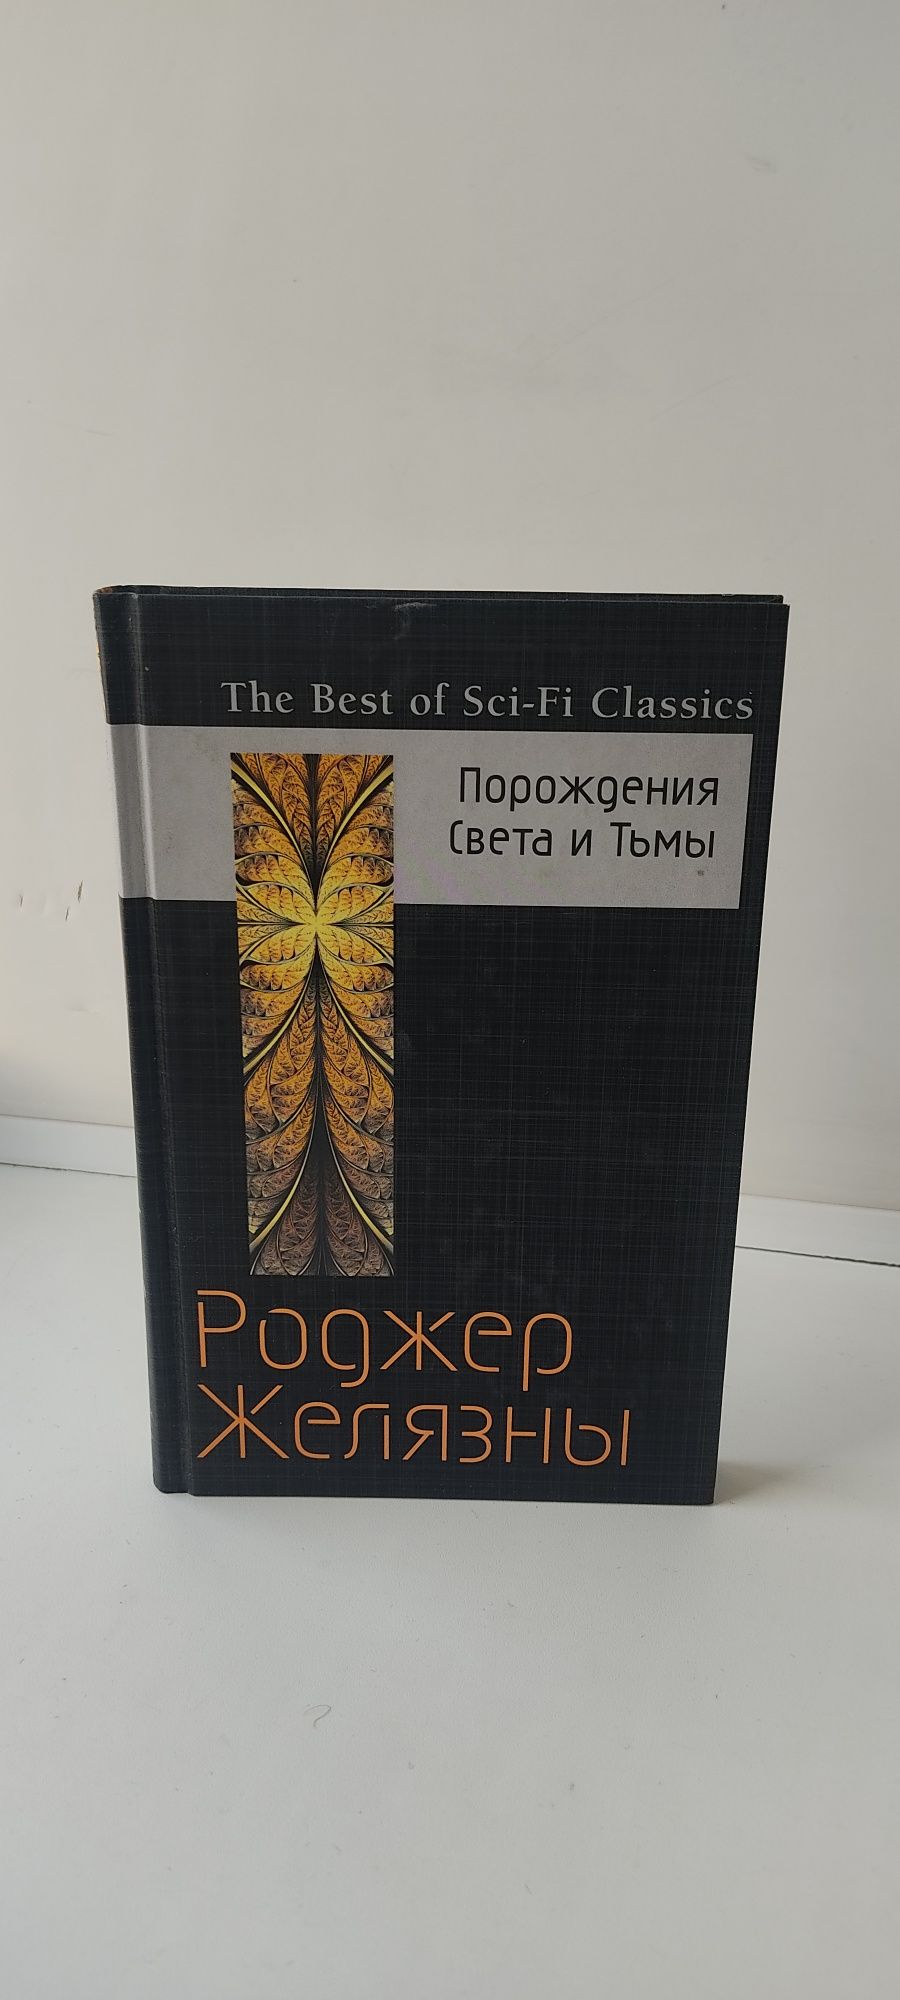 The Best of Sci-Fi Classics
Порождения
Света и Тьмы
Роджер
Желязны